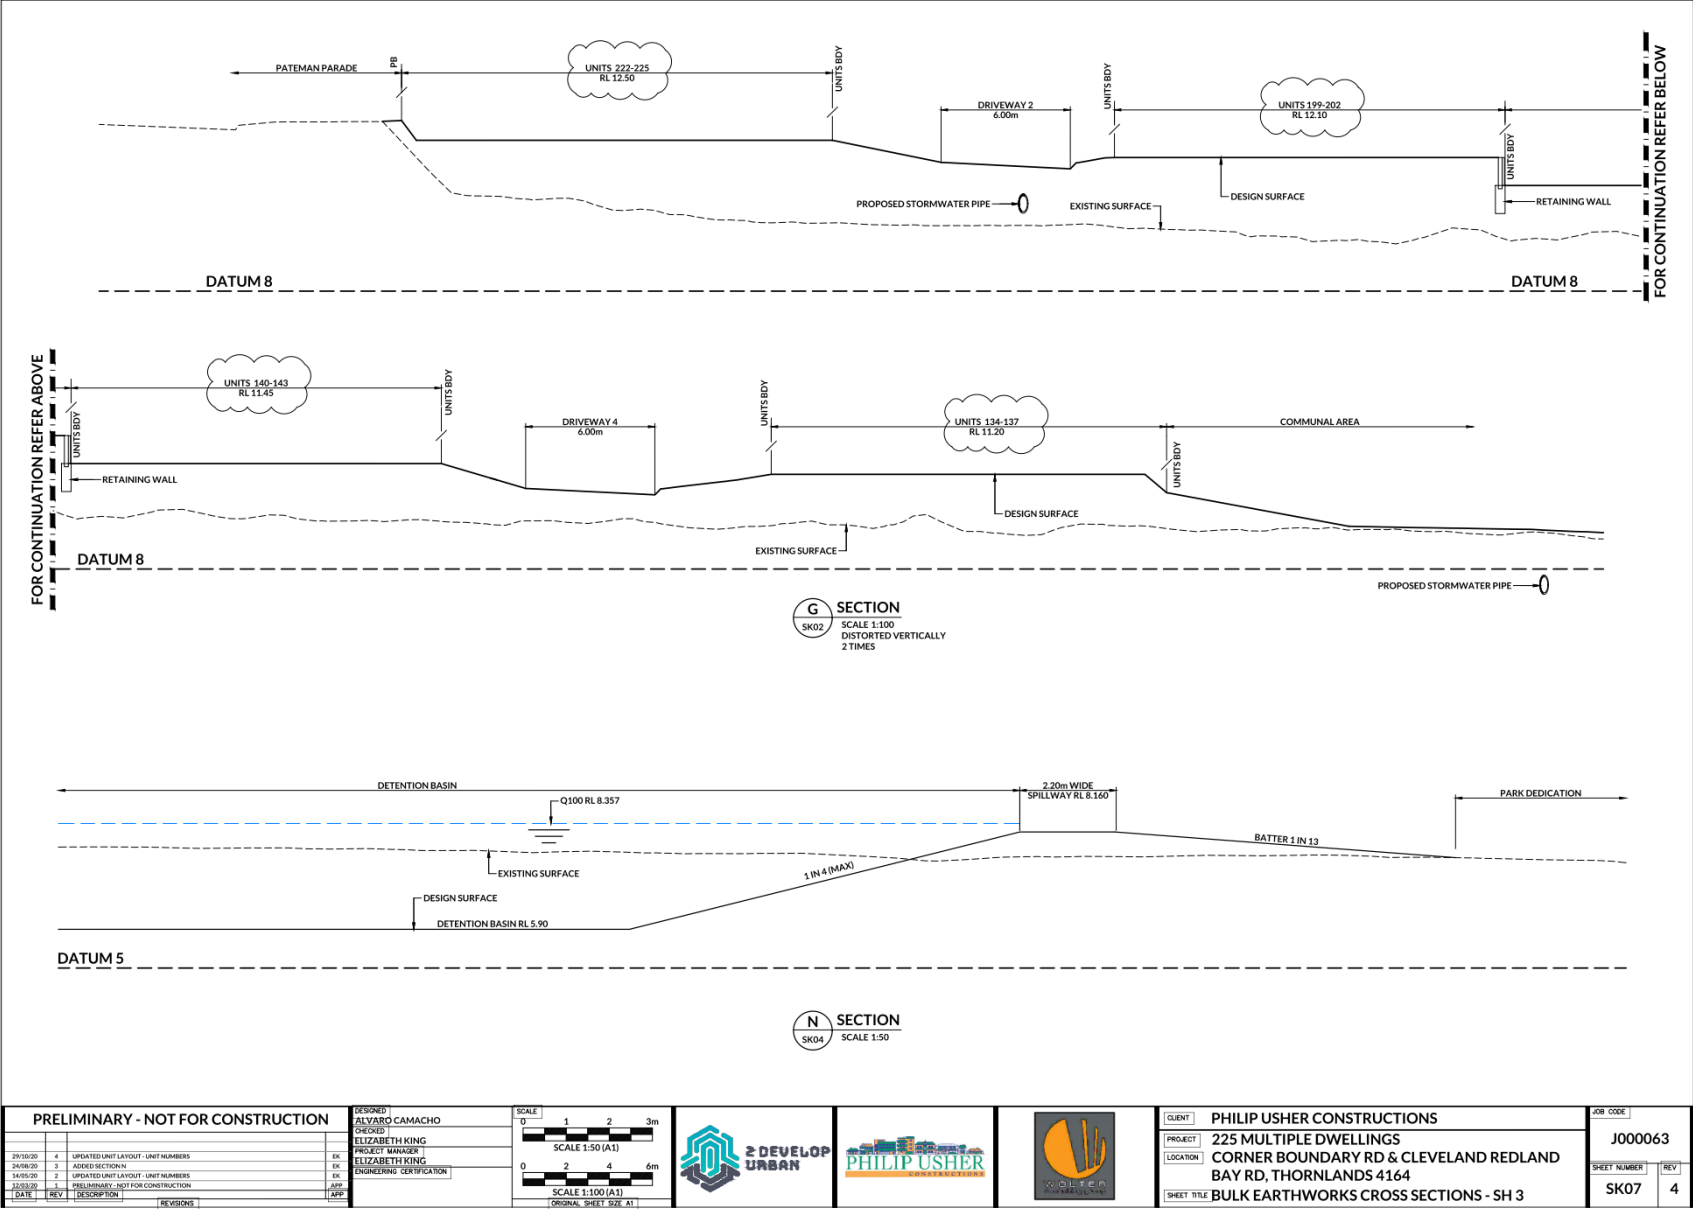 PATEMAN PARADE
PB
UNITS 222-225
RL 12.50
UNITS BDY
DRIVEWAY 2
6.00m
UNITS BDY
UNITS 199-202
RL 12.10
UNITS BDY
FOR CONTINUATION REFER BELOW
PROPOSED STORMWATER PIPE
EXISTING SURFACE
DESIGN SURFACE
RETAINING WALL
DATUM 8
DATUM 8
FOR CONTINUATION REFER ABOVE
UNITS BDY
UNITS 140-143
RL 11.45
UNITS BDY
DRIVEWAY 4
6.00m
UNITS BDY
UNITS 134-137
RL 11.20
UNITS BDY
COMMUNAL AREA
RETAINING WALL
DESIGN SURFACE
EXISTING SURFACE
DATUM 8
PROPOSED STORMWATER PIPE
G
SK02
SECTION
SCALE 1:100
DISTORTED VERTICALLY
2 TIMES
DETENTION BASIN
2.20m WIDE
SPILLWAY RL 8.160
PARK DEDICATION
Q100 RL 8.357
BATTER 1 IN 13
EXISTING SURFACE
1 IN 4 (MAX)
DESIGN SURFACE
DETENTION BASIN RL 5.90
DATUM 5
N
SK04
SECTION
SCALE 1:50
PRELIMINARY - NOT FOR CONSTRUCTION
29/10/20 4 UPDATED UNIT LAYOUT - UNIT NUMBERS EK
24/08/20 3 ADDED SECTION N EK
14/05/20 2 UPDATED UNIT LAYOUT - UNIT NUMBERS EK
12/03/20 1 PRELIMINARY - NOT FOR CONSTRUCTION APP
DATE REV DESCRIPTION APP
REVISIONS
DESIGNED
ALVARO CAMACHO
CHECKED
ELIZABETH KING
PROJECT MANAGER
ELIZABETH KING
ENGINEERING CERTIFICATION
SCALE
0 1 2 3m
SCALE 1:50 (A1)
0 2 4 6m
SCALE 1:100 (A1)
ORIGINAL SHEET SIZE A1
2 DEVELOP
URBAN
PHILIP USHER
CONSTRUCTIONS
WOLTER
CLIENT PHILIP USHER CONSTRUCTIONS
PROJECT 225 MULTIPLE DWELLINGS
LOCATION CORNER BOUNDARY RD & CLEVELAND REDLAND
BAY RD, THORNLANDS 4164
SHEET TITLE BULK EARTHWORKS CROSS SECTIONS - SH 3
JOB CODE
J000063
SHEET NUMBER REV
SK07 4